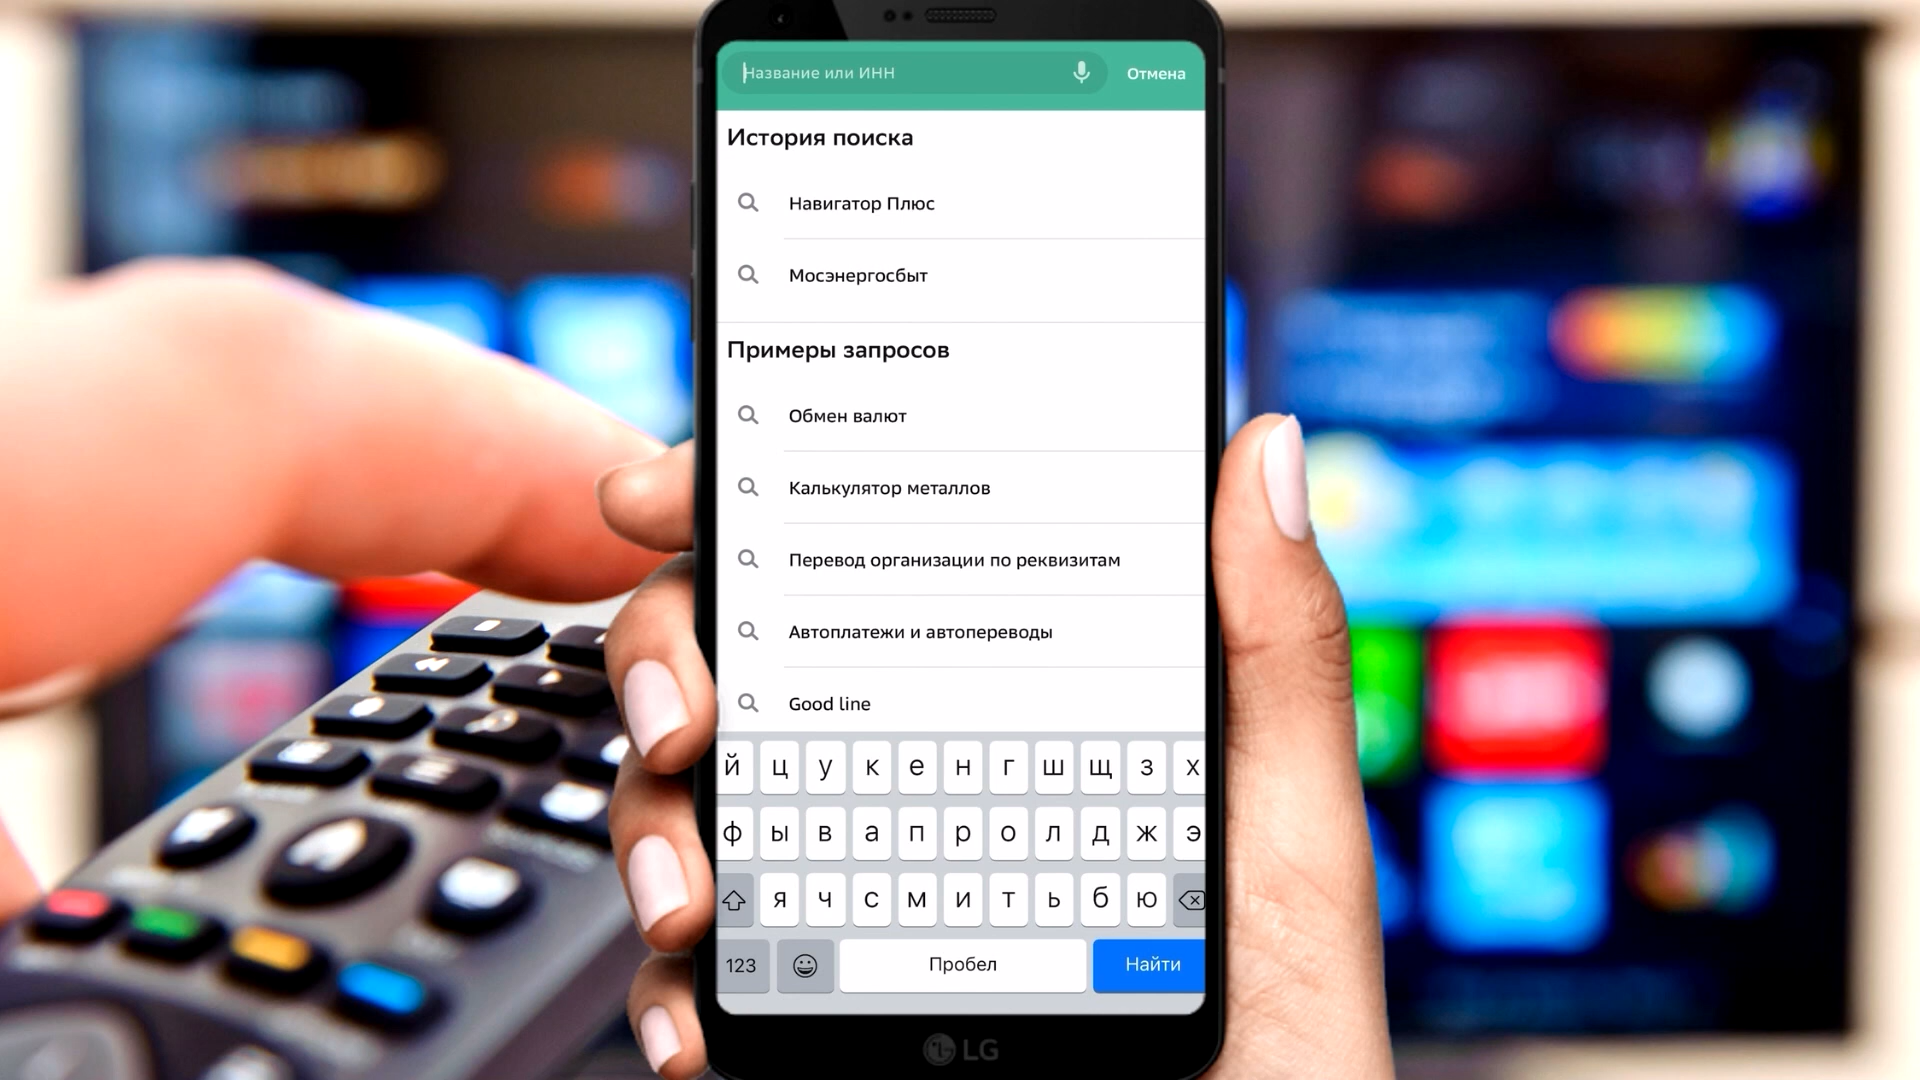 Название или ИНН
Отмена
История поиска
Навигатор Плюс
Мосэнергосбыт
Примеры запросов
Обмен валют
Калькулятор металлов
Перевод организации по реквизитам
Автоплатежи и автопереводы
Good line
й ц у к е н г ш щ з х
ф ы в а п р о л д ж э
я ч с м и т ь б ю
123
Пробел
Найти
LG